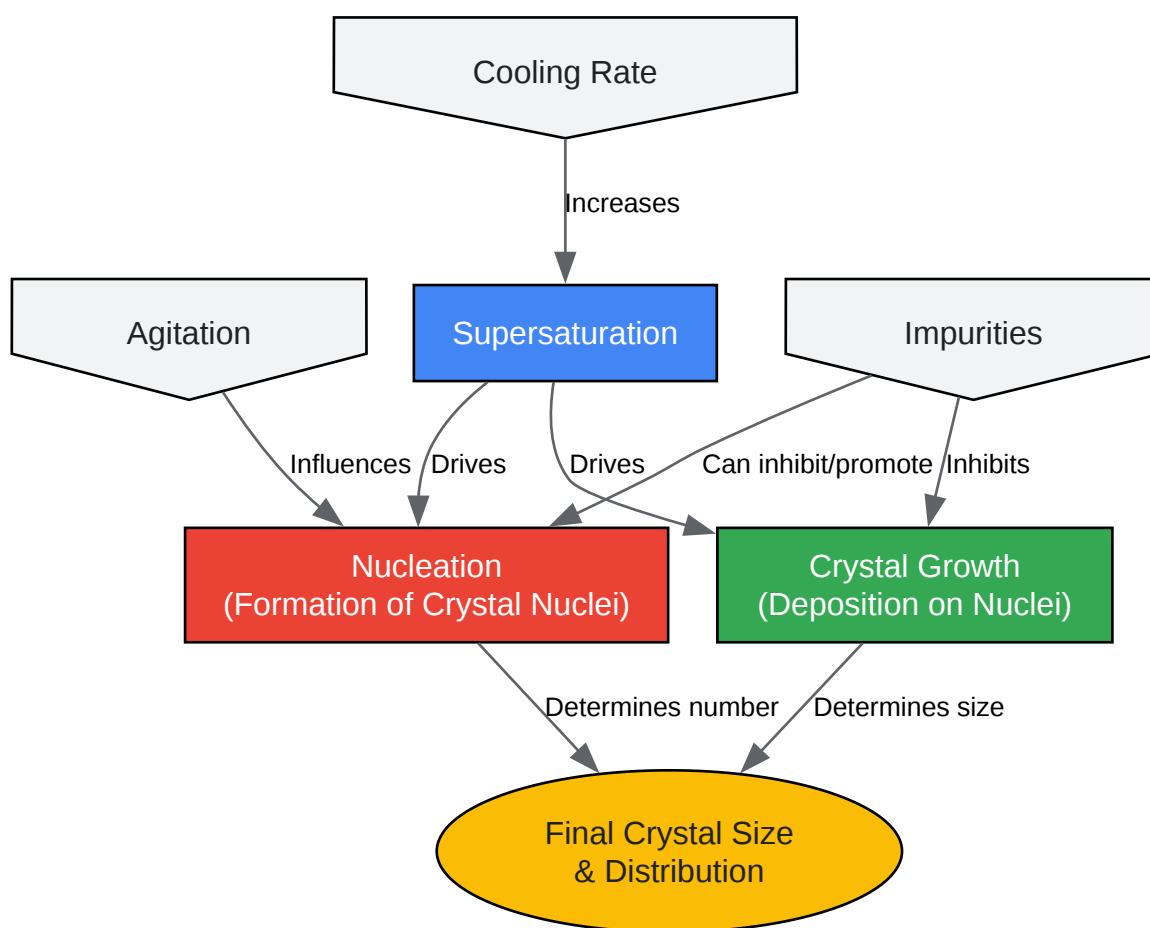 Cooling Rate
Increases
Agitation
Supersaturation
Impurities
Influences
Drives
Drives
Can inhibit/promote
Inhibits
Nucleation
(Formation of Crystal Nuclei)
Crystal Growth
(Deposition on Nuclei)
Determines number
Determines size
Final Crystal Size
& Distribution